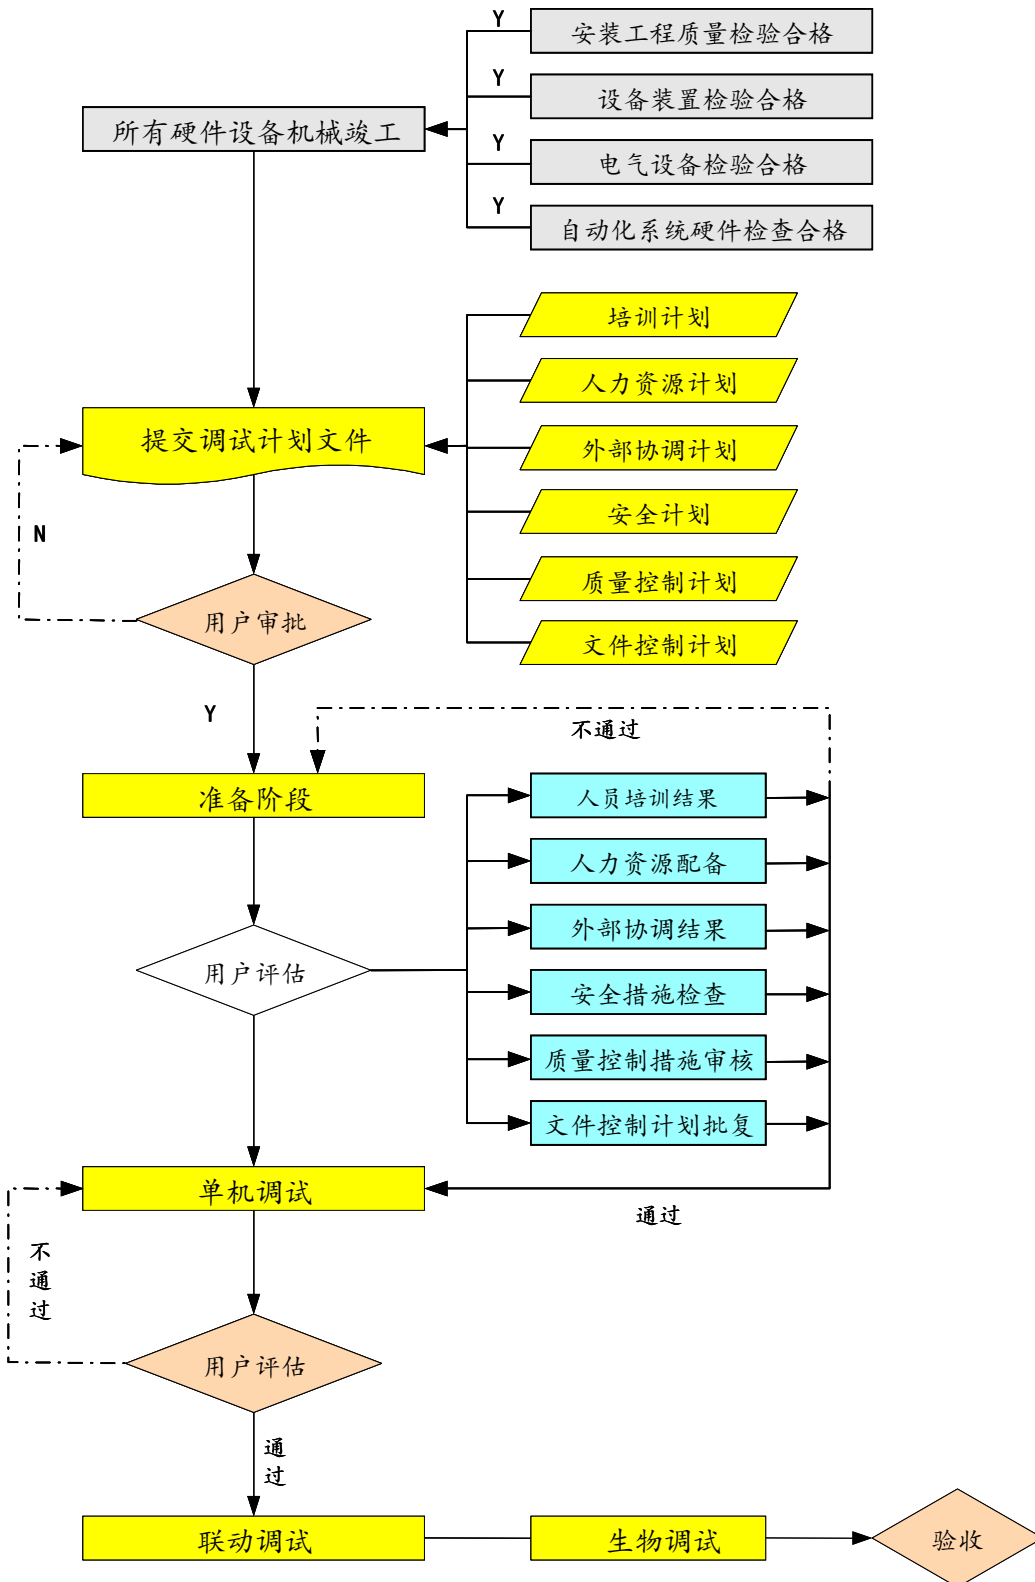 Y
安装工程质量检验合格
Y
设备装置检验合格
所有硬件设备机械竣工
Y
电气设备检验合格
Y
自动化系统硬件检查合格
培训计划
人力资源计划
提交调试计划文件
外部协调计划
安全计划
N
质量控制计划
用户审批
文件控制计划
Y
不通过
准备阶段
人员培训结果
人力资源配备
外部协调结果
用户评估
安全措施检查
质量控制措施审核
文件控制计划批复
单机调试
通过
不通过
用户评估
通过
联动调试
生物调试
验收